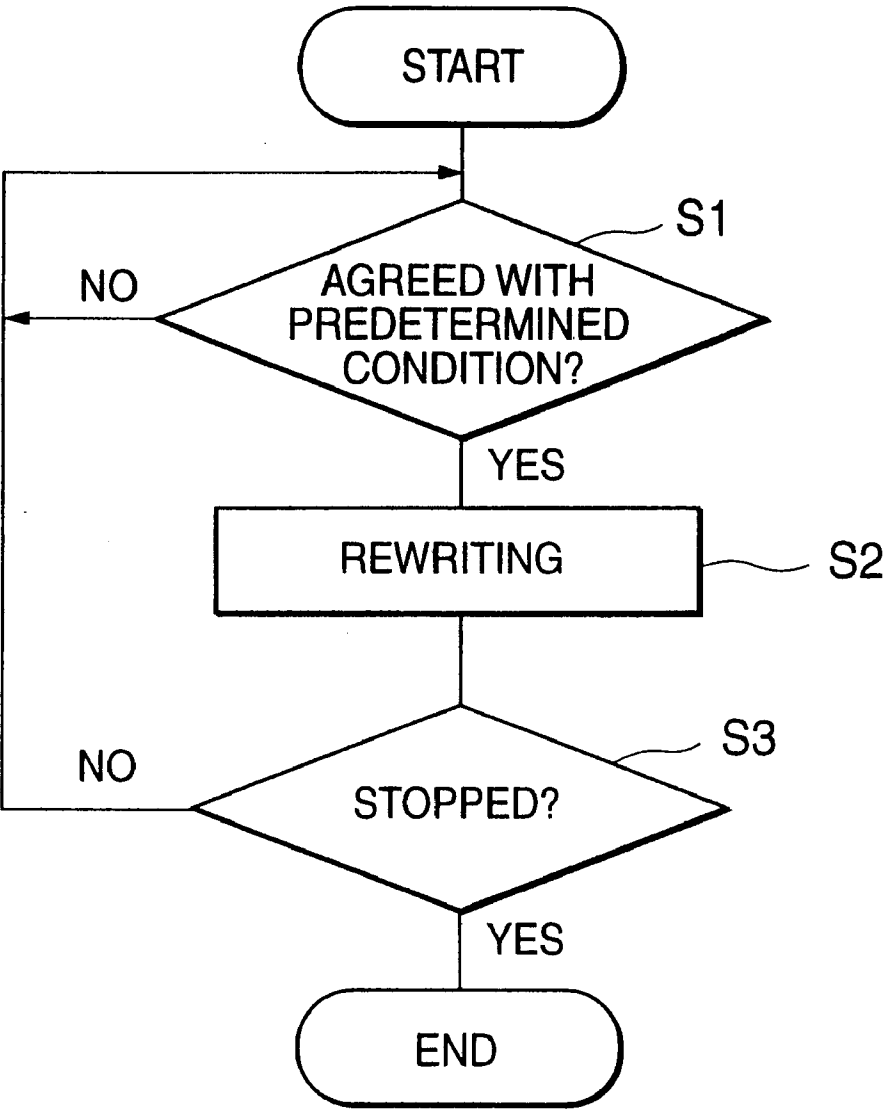 START
S1
NO
AGREED WITH
PREDETERMINED
CONDITION?
YES
REWRITING
S2
S3
NO
STOPPED?
YES
END